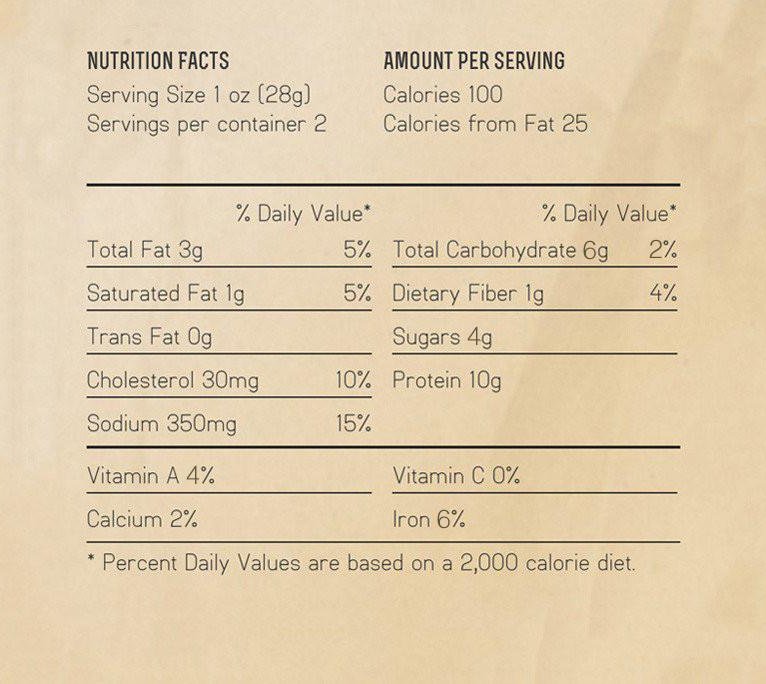 NUTRITION FACTS
Serving Size 1 oz (28g)
Servings per container 2
AMOUNT PER SERVING
Calories 100
Calories from Fat 25
% Daily Value*
Total Fat 3g 5%
Saturated Fat 1g 5%
Trans Fat 0g
Cholesterol 30mg 10%
Sodium 350mg 15%
% Daily Value*
Total Carbohydrate 6g 2%
Dietary Fiber 1g 4%
Sugars 4g
Protein 10g
Vitamin A 4%
Vitamin C 0%
Calcium 2%
Iron 6%
* Percent Daily Values are based on a 2,000 calorie diet.